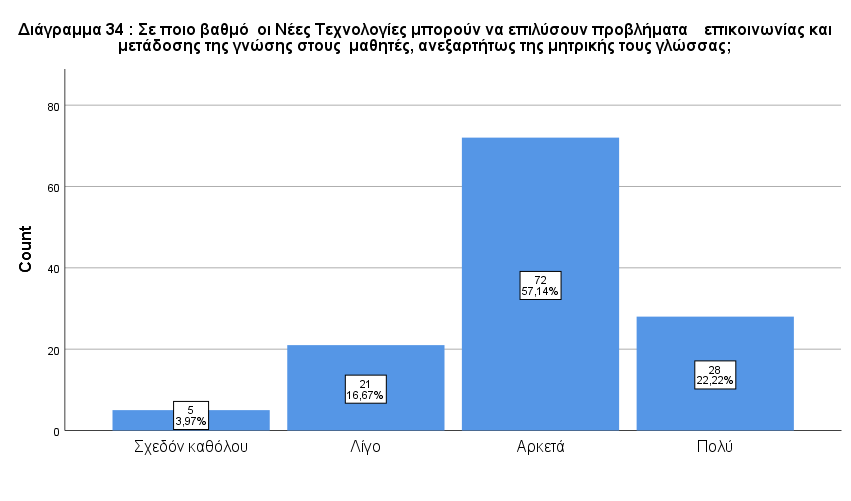 Διάγραμμα 34 : Σε ποιο βαθμό οι Νέες Τεχνολογίες μπορούν να επιλύσουν προβλήματα επικοινωνίας και
μετάδοσης της γνώσης στους μαθητές, ανεξαρτήτως της μητρικής τους γλώσσας;
80
60
40
20
0
Count
5
3,97%
21
16,67%
72
57,14%
28
22,22%
Σχεδόν καθόλου
Λίγο
Αρκετά
Πολύ